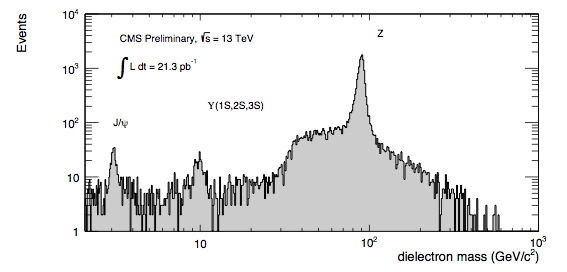 Events
10⁴
10³
10²
10
1
CMS Preliminary, √s = 13 TeV
∫ L dt = 21.3 pb⁻¹
J/ψ
Υ(1S,2S,3S)
Z
10
10²
10³
dielectron mass (GeV/c²)